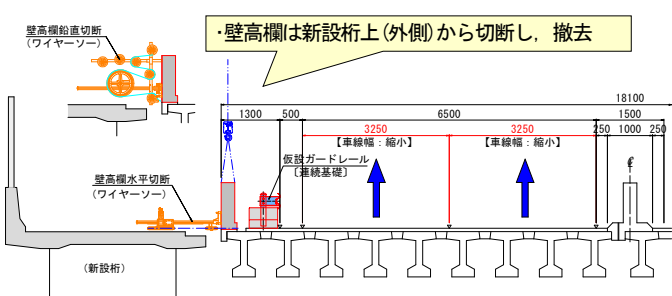 壁高欄鉛直切断
(ワイヤーソー)
･壁高欄は新設桁上(外側)から切断し，撤去
18100
1300 500 6500 1500
3250 3250 250 1000 250
【車線幅：縮小】 【車線幅：縮小】
仮設ガードレール
〔連続基礎〕
壁高欄水平切断
(ワイヤーソー)
(新設桁)
℄